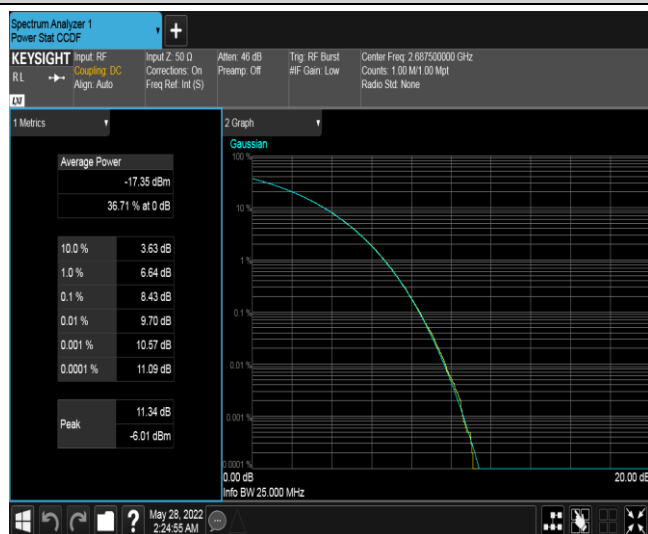 Spectrum Analyzer 1
Power Stat CCDF
+
KEYSIGHT
RL
LXI
Input: RF
Coupling: DC
Align: Auto
Input Z: 50 Ω
Corrections: On
Freq Ref: Int (S)
Atten: 46 dB
Preamp: Off
Trig: RF Burst
#IF Gain: Low
Center Freq: 2.687500000 GHz
Counts: 1.00 M/1.00 Mpt
Radio Std: None
1 Metrics
Average Power
-17.35 dBm
36.71 % at 0 dB
10.0 % 3.63 dB
1.0 % 6.64 dB
0.1 % 8.43 dB
0.01 % 9.70 dB
0.001 % 10.57 dB
0.0001 % 11.09 dB
Peak
11.34 dB
-6.01 dBm
2 Graph
Gaussian
100 %
10 %
1 %
0.1 %
0.01 %
0.001 %
0.0001 %
0.00 dB 20.00 dB
Info BW 25.000 MHz
?
May 28, 2022
2:24:55 AM